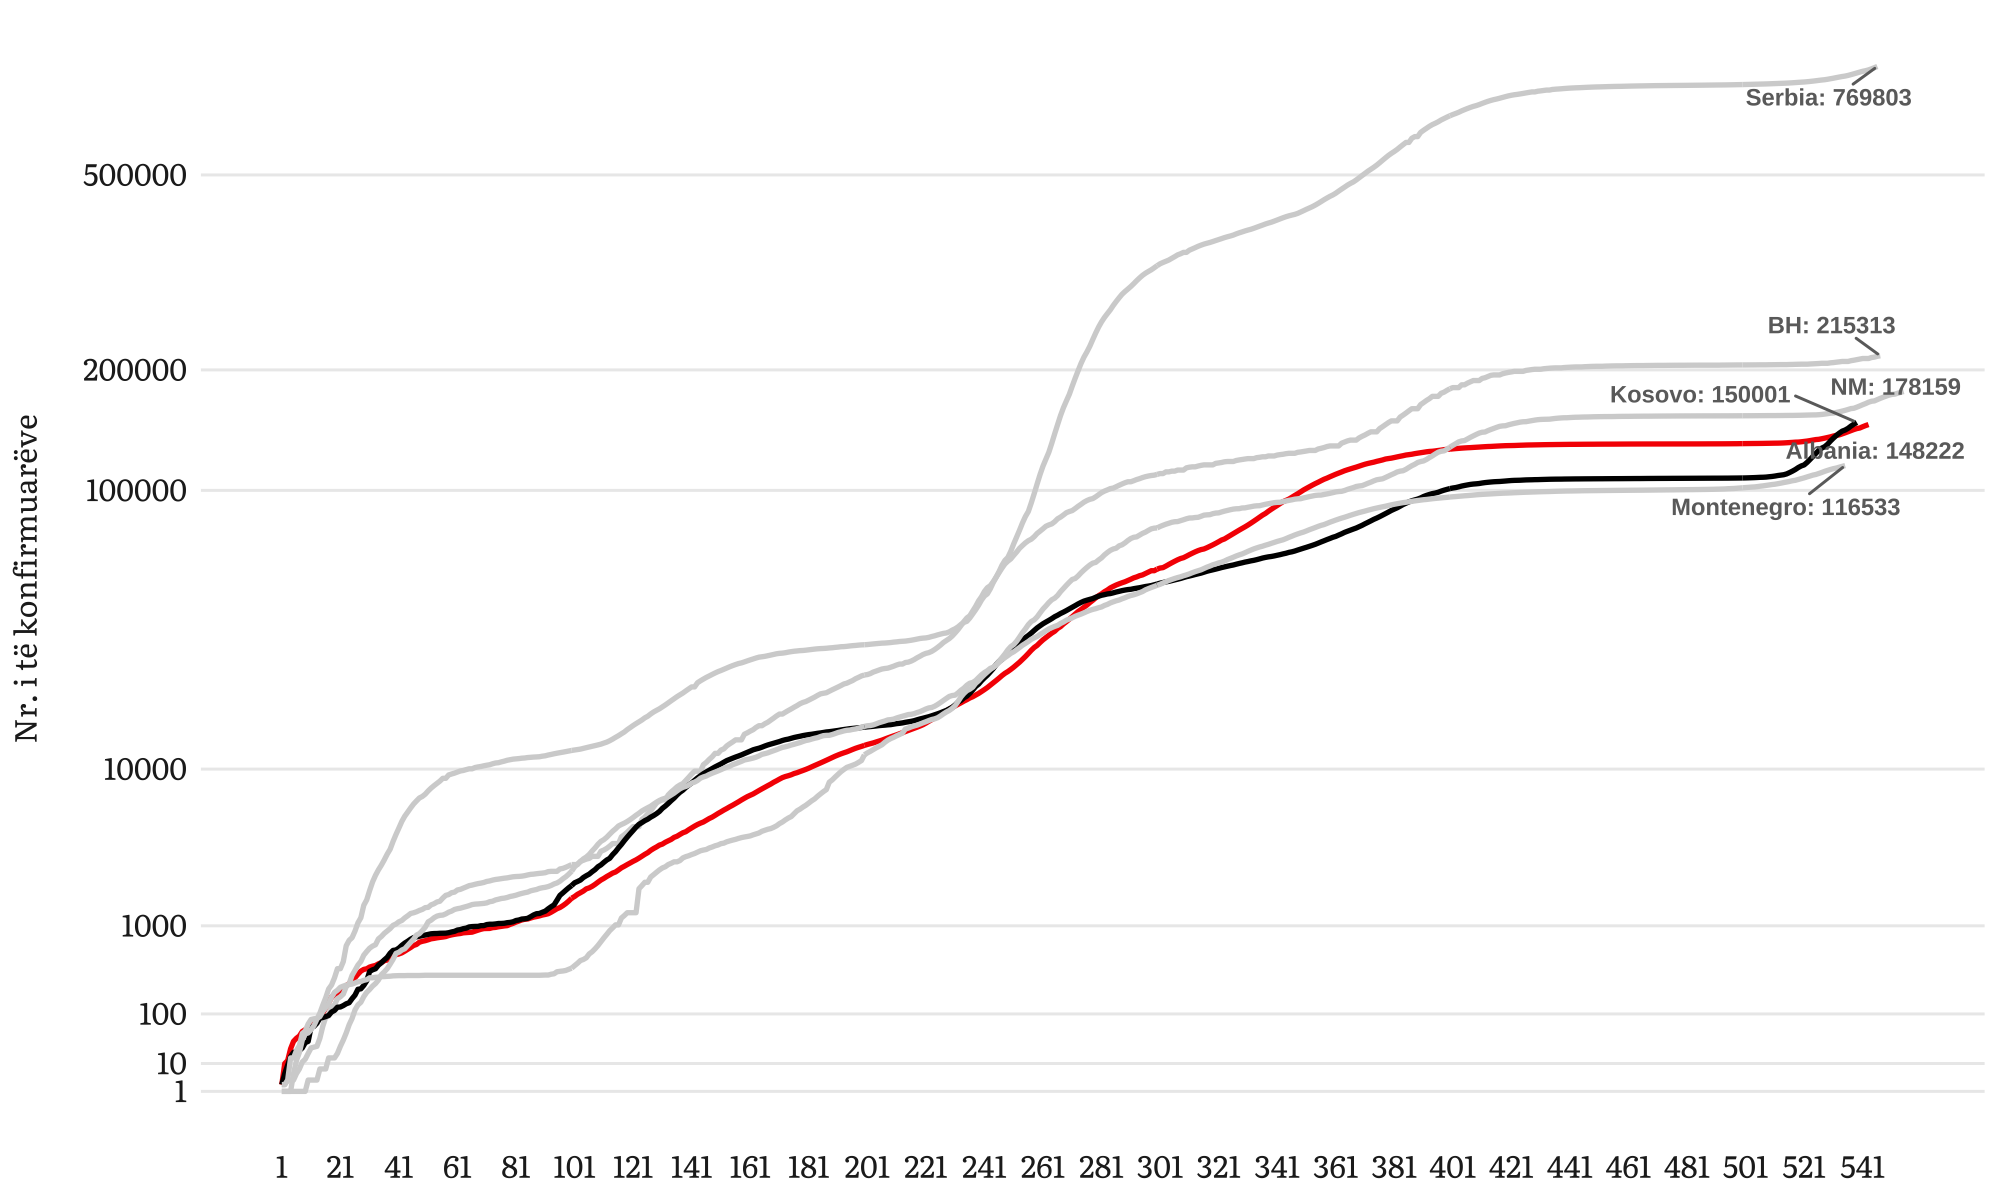 Serbia: 769803
500000
BH: 215313
200000
NM: 178159
Kosovo: 150001
Albania: 148222
100000
Montenegro: 116533
Nr. i të konfirmuarëve
10000
1000
100
10
1
1 21 41 61 81 101 121 141 161 181 201 221 241 261 281 301 321 341 361 381 401 421 441 461 481 501 521 541